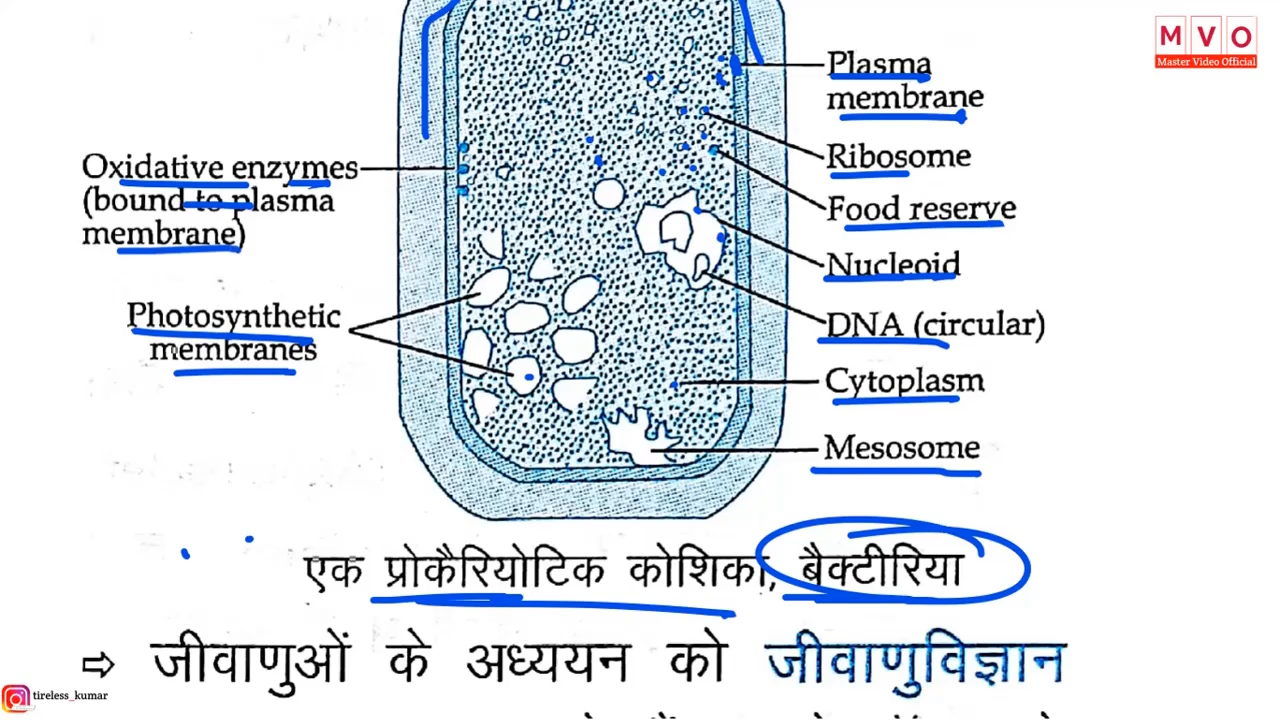 M V O
Master Video Official
Plasma
membrane
Ribosome
Food reserve
Nucleoid
DNA (circular)
Cytoplasm
Mesosome
Oxidative enzymes
(bound to plasma
membrane)
Photosynthetic
membranes
एक प्रोकैरियोटिक कोशिका, बैक्टीरिया
⇨ जीवाणुओं के अध्ययन को जीवाणुविज्ञान
tireless_kumar